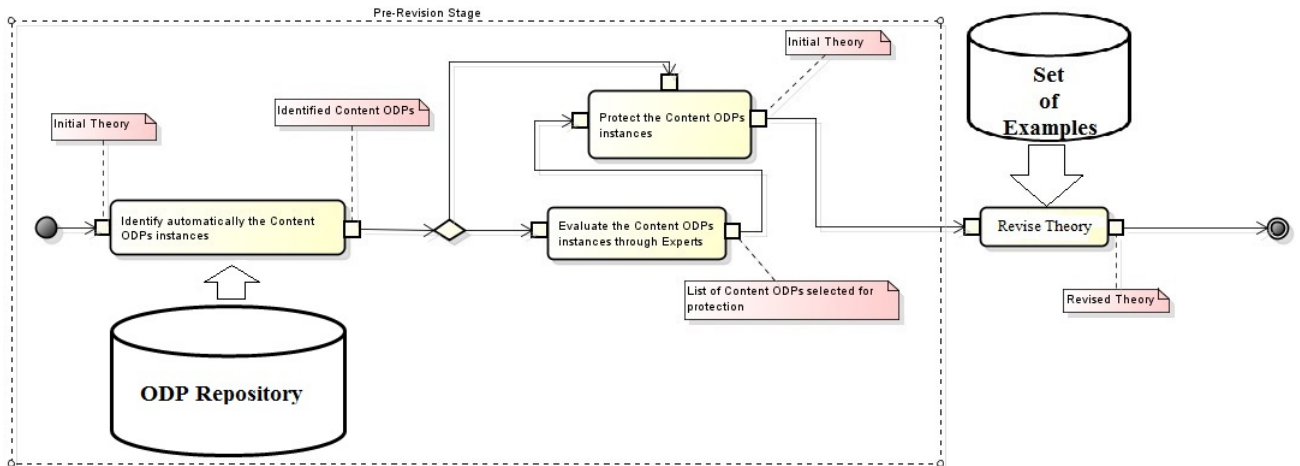 Pre-Revision Stage
Initial Theory
Identified Content ODPs
Initial Theory
Set
of
Examples
Protect the Content ODPs
instances
Identify automatically the Content
ODPs instances
Evaluate the Content ODPs
instances through Experts
Revise Theory
List of Content ODPs selected for
protection
Revised Theory
ODP Repository